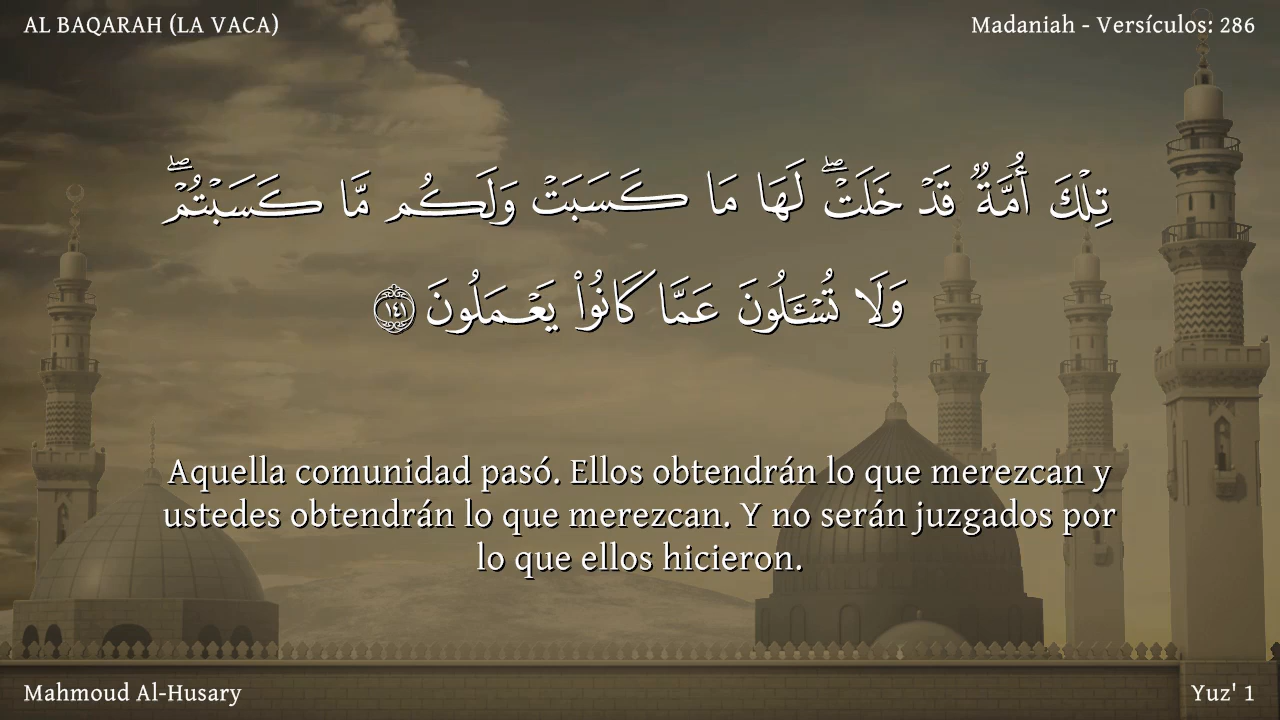 AL BAQARAH (LA VACA)
Madaniah - Versículos: 286
تِلْكَ أُمَّةٌ قَدْ خَلَتْ ۖ لَهَا مَا كَسَبَتْ وَلَكُم مَّا كَسَبْتُمْ ۖ
وَلَا تُسْـَٔلُونَ عَمَّا كَانُوا۟ يَعْمَلُونَ ١٤١
Aquella comunidad pasó. Ellos obtendrán lo que merezcan y
ustedes obtendrán lo que merezcan. Y no serán juzgados por
lo que ellos hicieron.
Mahmoud Al-Husary
Yuz' 1